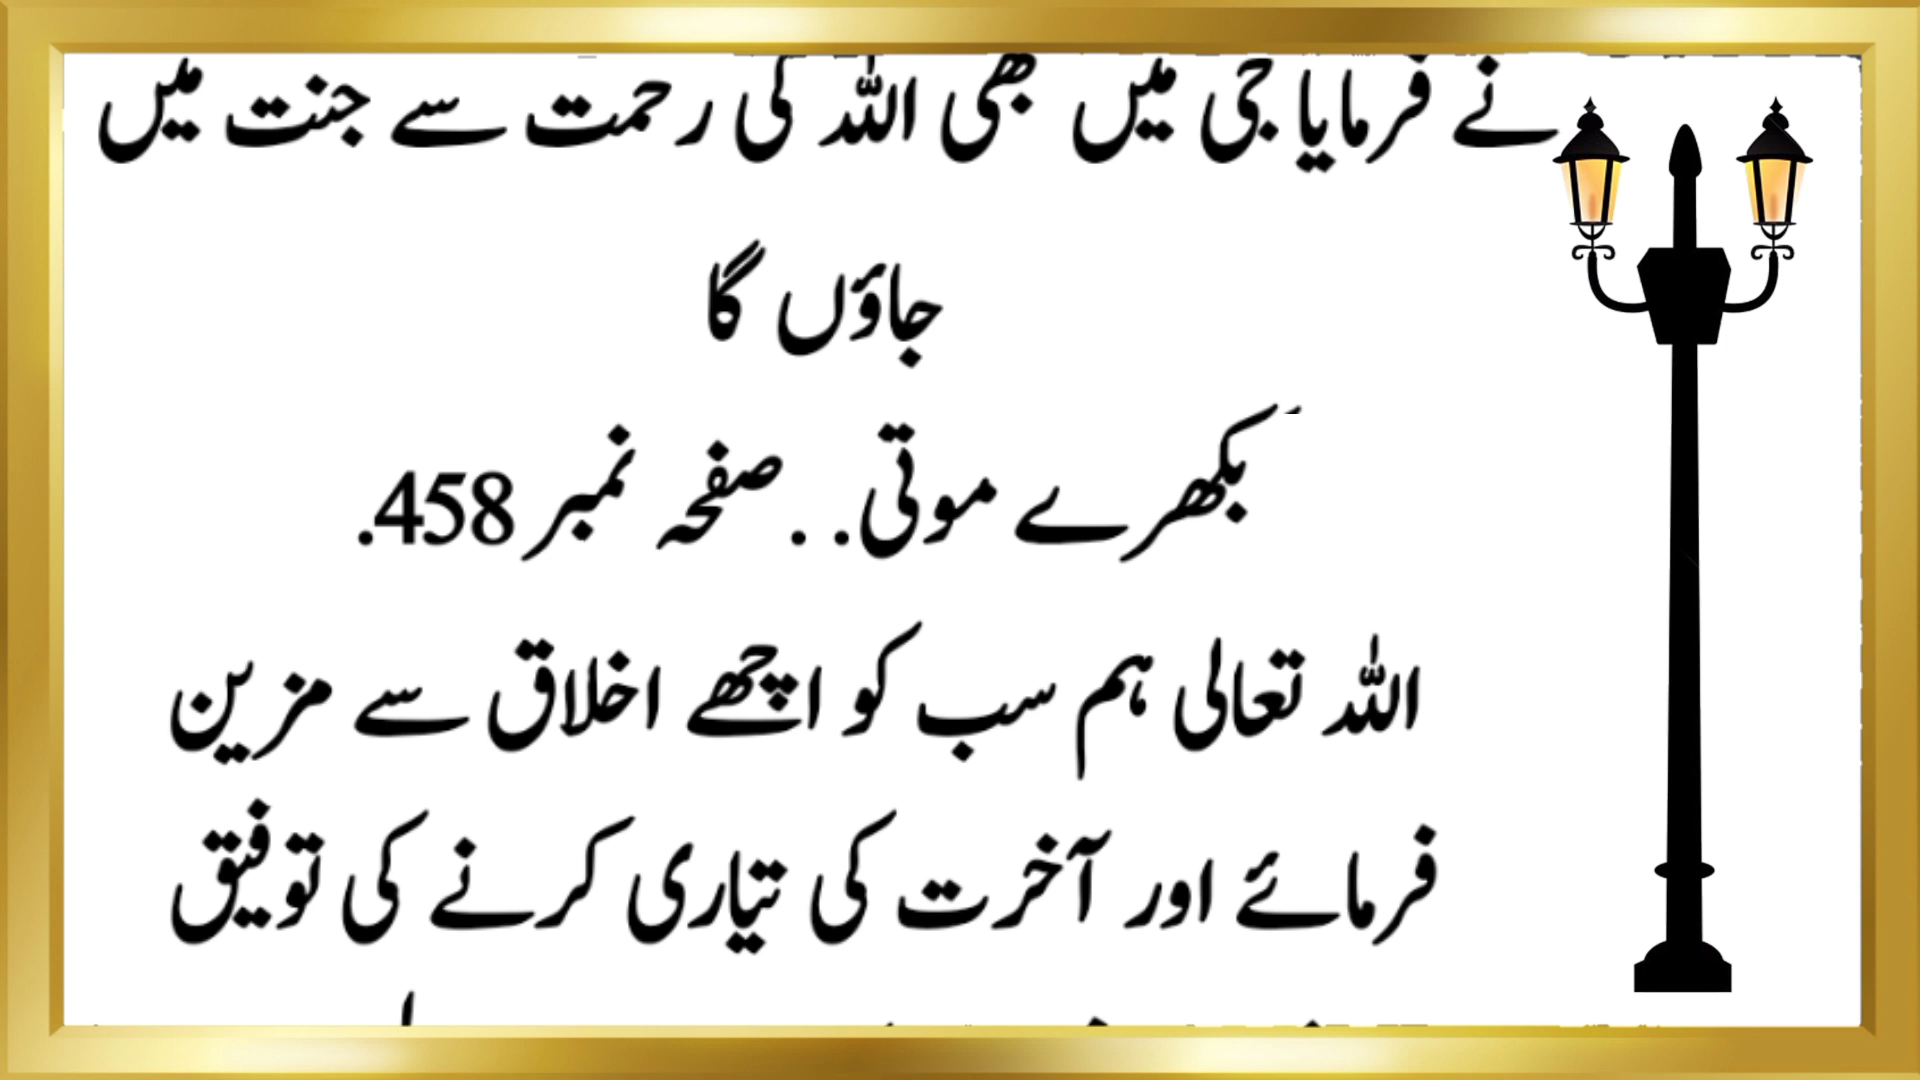 نے فرمایا جی میں بھی اللہ کی رحمت سے جنت میں
جاؤں گا
بکھرے موتی. . صفحہ نمبر 458.
اللہ تعالی ہم سب کو اچھے اخلاق سے مزین
فرمائے اور آخرت کی تیاری کرنے کی توفیق